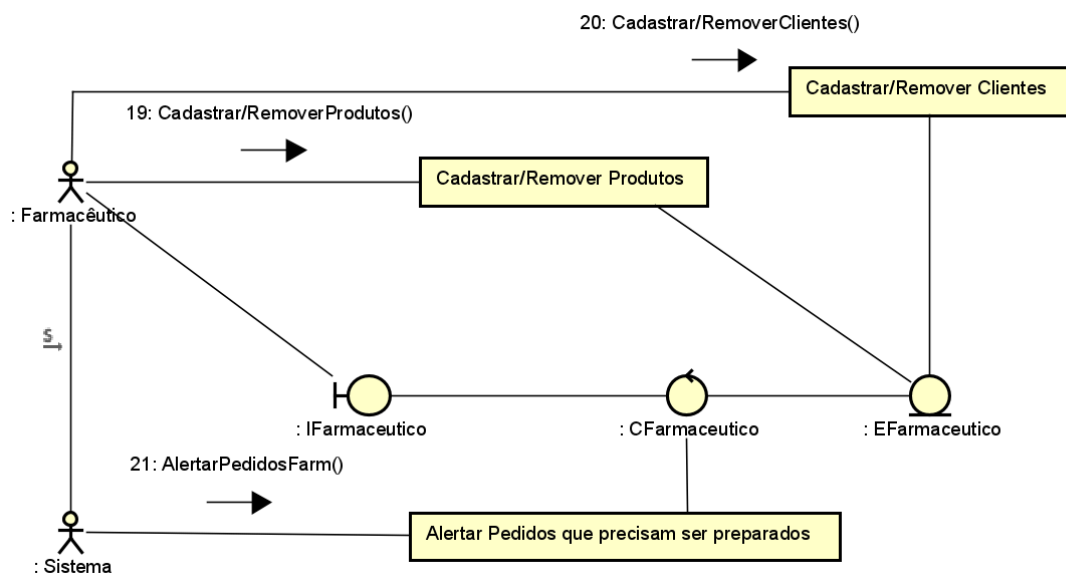 20: Cadastrar/RemoverClientes()
Cadastrar/Remover Clientes
19: Cadastrar/RemoverProdutos()
Cadastrar/Remover Produtos
: Farmacêutico
: IFarmaceutico
: CFarmaceutico
: EFarmaceutico
21: AlertarPedidosFarm()
Alertar Pedidos que precisam ser preparados
: Sistema